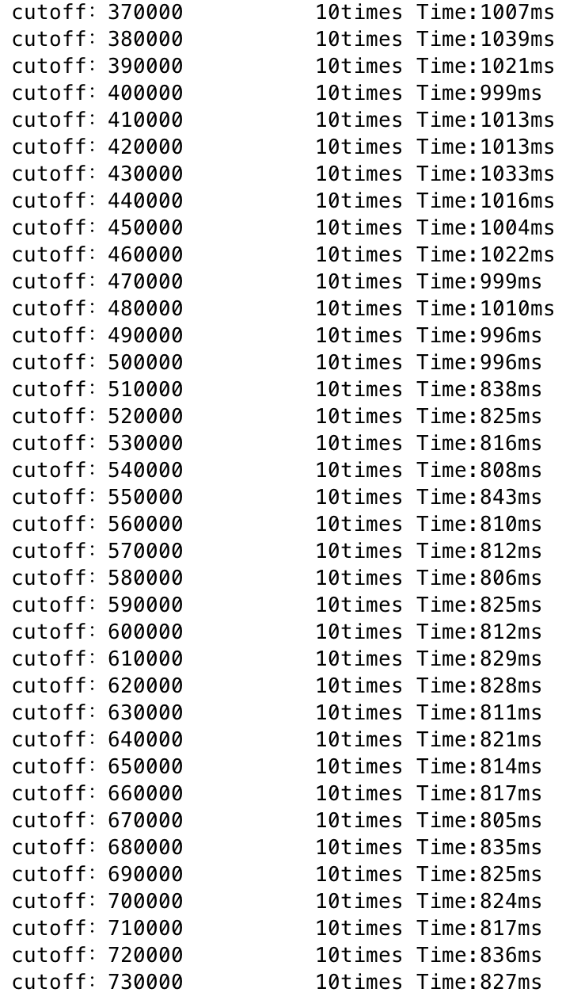 cutoff: 370000 10times Time:1007ms
cutoff: 380000 10times Time:1039ms
cutoff: 390000 10times Time:1021ms
cutoff: 400000 10times Time:999ms
cutoff: 410000 10times Time:1013ms
cutoff: 420000 10times Time:1013ms
cutoff: 430000 10times Time:1033ms
cutoff: 440000 10times Time:1016ms
cutoff: 450000 10times Time:1004ms
cutoff: 460000 10times Time:1022ms
cutoff: 470000 10times Time:999ms
cutoff: 480000 10times Time:1010ms
cutoff: 490000 10times Time:996ms
cutoff: 500000 10times Time:996ms
cutoff: 510000 10times Time:838ms
cutoff: 520000 10times Time:825ms
cutoff: 530000 10times Time:816ms
cutoff: 540000 10times Time:808ms
cutoff: 550000 10times Time:843ms
cutoff: 560000 10times Time:810ms
cutoff: 570000 10times Time:812ms
cutoff: 580000 10times Time:806ms
cutoff: 590000 10times Time:825ms
cutoff: 600000 10times Time:812ms
cutoff: 610000 10times Time:829ms
cutoff: 620000 10times Time:828ms
cutoff: 630000 10times Time:811ms
cutoff: 640000 10times Time:821ms
cutoff: 650000 10times Time:814ms
cutoff: 660000 10times Time:817ms
cutoff: 670000 10times Time:805ms
cutoff: 680000 10times Time:835ms
cutoff: 690000 10times Time:825ms
cutoff: 700000 10times Time:824ms
cutoff: 710000 10times Time:817ms
cutoff: 720000 10times Time:836ms
cutoff: 730000 10times Time:827ms